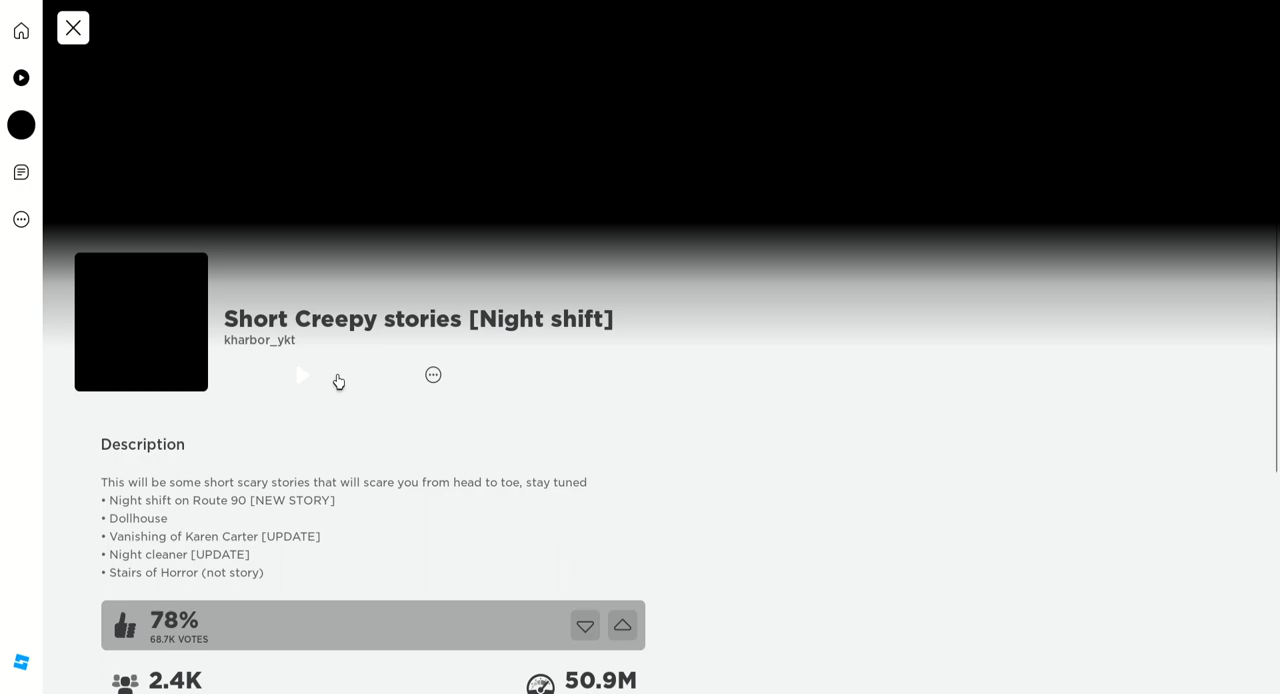 Short Creepy stories [Night shift]
kharbor_ykt
Description
This will be some short scary stories that will scare you from head to toe, stay tuned
• Night shift on Route 90 [NEW STORY]
• Dollhouse
• Vanishing of Karen Carter [UPDATE]
• Night cleaner [UPDATE]
• Stairs of Horror (not story)
78%
68.7K VOTES
2.4K
50.9M